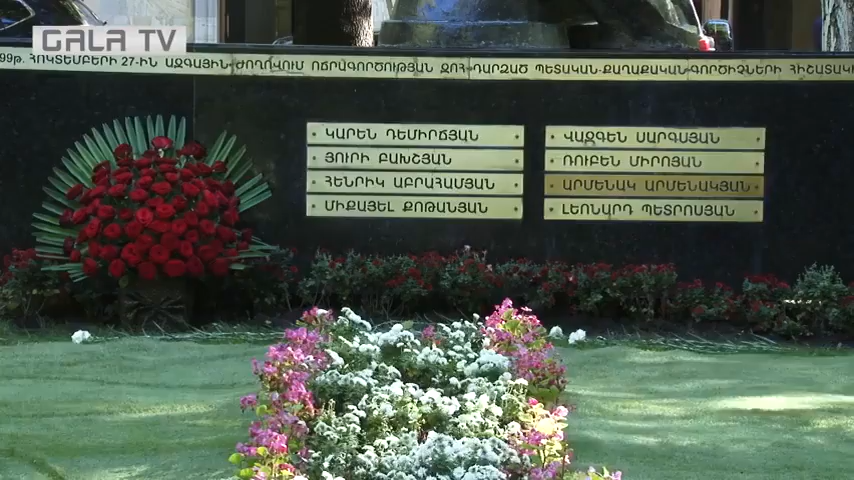 GALA TV
99թ. ՀՈԿՏԵՄԲԵՐԻ 27-ԻՆ ԱԶԳԱՅԻՆ ԺՈՂՈՎՈՒՄ ՈՃՐԱԳՈՐԾՈՒԹՅԱՆ ԶՈՀ ԴԱՐՁԱԾ ՊԵՏԱԿԱՆ-ՔԱՂԱՔԱԿԱՆ ԳՈՐԾԻՉՆԵՐԻ ՀԻՇԱՏԱԿ
ԿԱՐԵՆ ԴԵՄԻՐՃՅԱՆ
ՅՈՒՐԻ ԲԱԽՇՅԱՆ
ՀԵՆՐԻԿ ԱԲՐԱՀԱՄՅԱՆ
ՄԻՔԱՅԵԼ ՔՈԹԱՆՅԱՆ
ՎԱԶԳԵՆ ՍԱՐԳՍՅԱՆ
ՌՈՒԲԵՆ ՄԻՐՈՅԱՆ
ԱՐՄԵՆԱԿ ԱՐՄԵՆԱԿՅԱՆ
ԼԵՈՆԱՐԴ ՊԵՏՐՈՍՅԱՆ